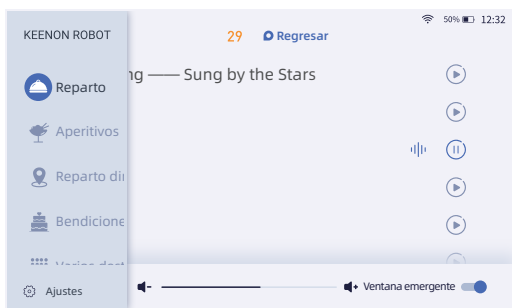 50% 12:32
KEENON ROBOT
29 Regresar
ng —— Sung by the Stars
Reparto
Aperitivos
Reparto dir
Bendicione
Ajustes
Ventana emergente